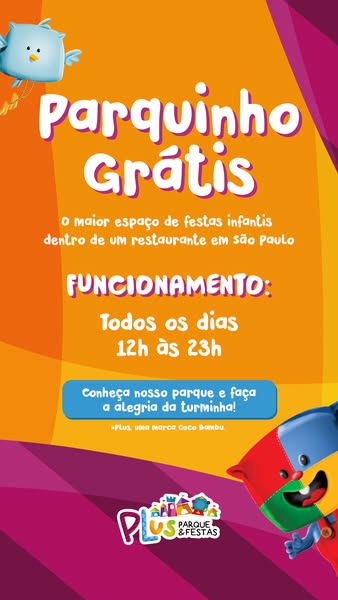 Parquinho
Grátis
O maior espaço de festas infantis
dentro de um restaurante em São Paulo
FUNCIONAMENTO:
Todos os dias
12h às 23h
Conheça nosso parque e faça
a alegria da turminha!
*Plus, uma marca Coco Bambu.
PLUS PARQUE
&FESTAS